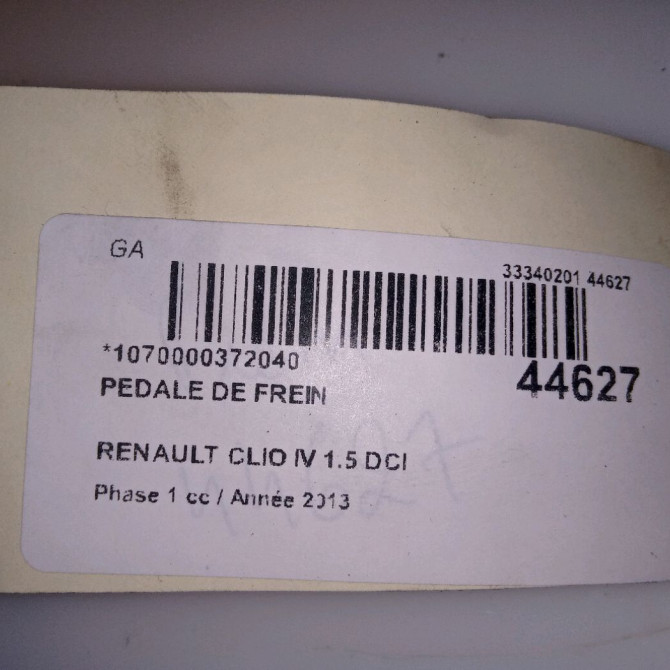 GA
33340201 44627
*1070000372040
44627
PEDALE DE FREIN
RENAULT CLIO IV 1.5 DCI
Phase 1 cc / Année 2013